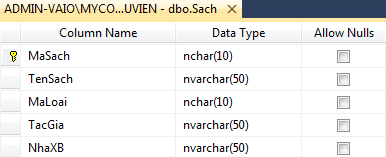 ADMIN-VAIO\MYCO...UVIEN - dbo.Sach
Column Name Data Type Allow Nulls
MaSach nchar(10)
TenSach nvarchar(50)
MaLoai nchar(10)
TacGia nvarchar(50)
NhaXB nvarchar(50)